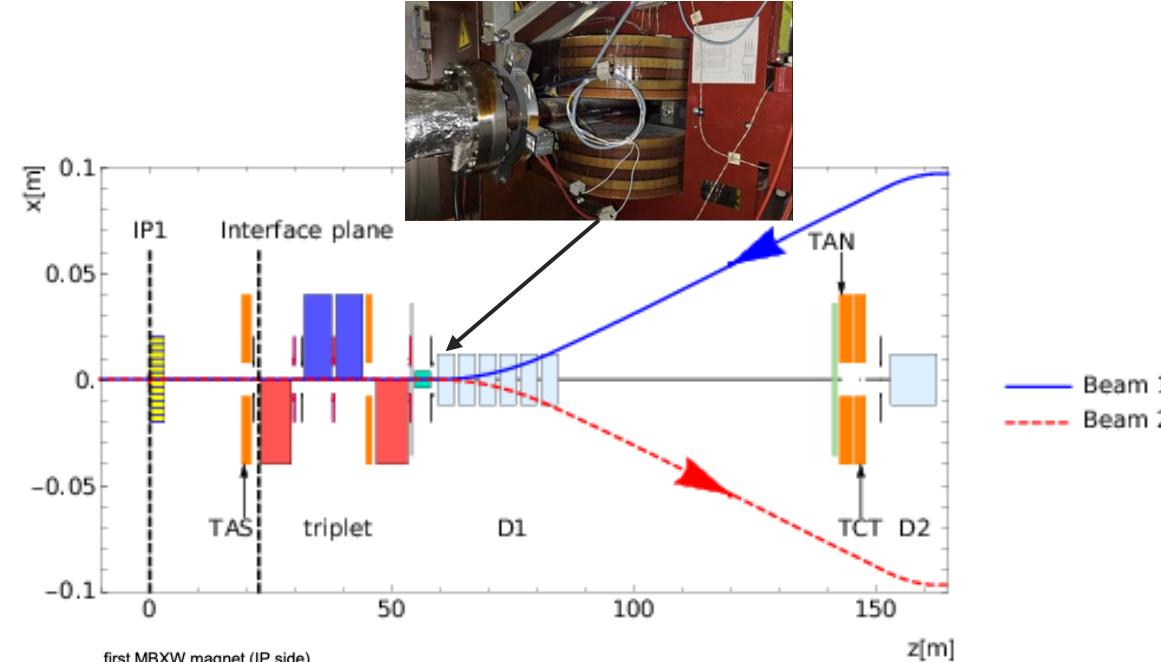 x[m]
0.1
0.05
0.
−0.05
−0.1
IP1
Interface plane
TAN
TAS
triplet
D1
TCT
D2
Beam 1
Beam 2
0
50
100
150
z[m]
first MBXW magnet (IP side)